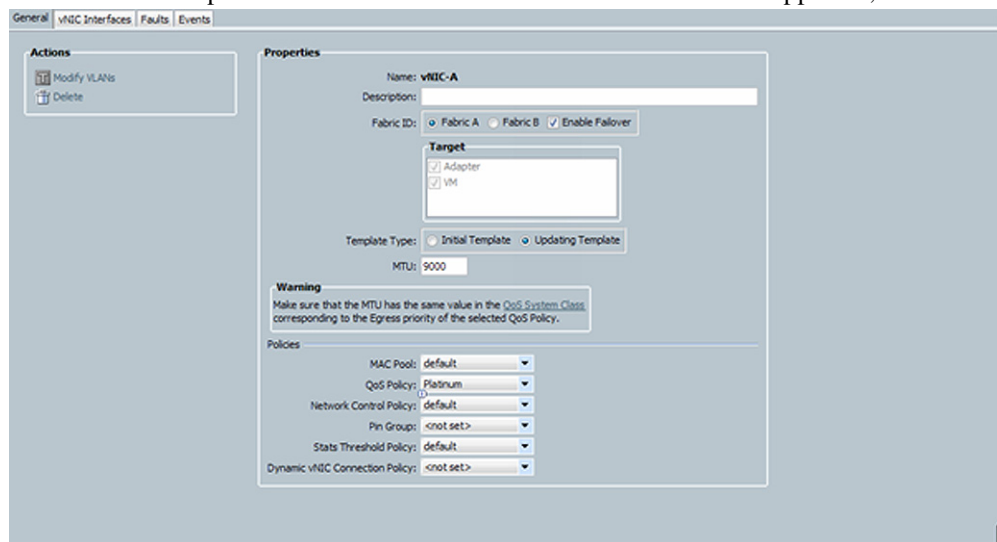 General vNIC Interfaces Faults Events
Actions
Modify VLANs
Delete
Properties
Name: vNIC-A
Description:
Fabric ID: Fabric A Fabric B Enable Failover
Target
Adapter
VM
Template Type: Initial Template Updating Template
MTU: 9000
Warning
Make sure that the MTU has the same value in the QoS System Class
corresponding to the Egress priority of the selected QoS Policy.
Policies
MAC Pool: default
QoS Policy: Platinum
Network Control Policy: default
Pin Group: <not set>
Stats Threshold Policy: default
Dynamic vNIC Connection Policy: <not set>